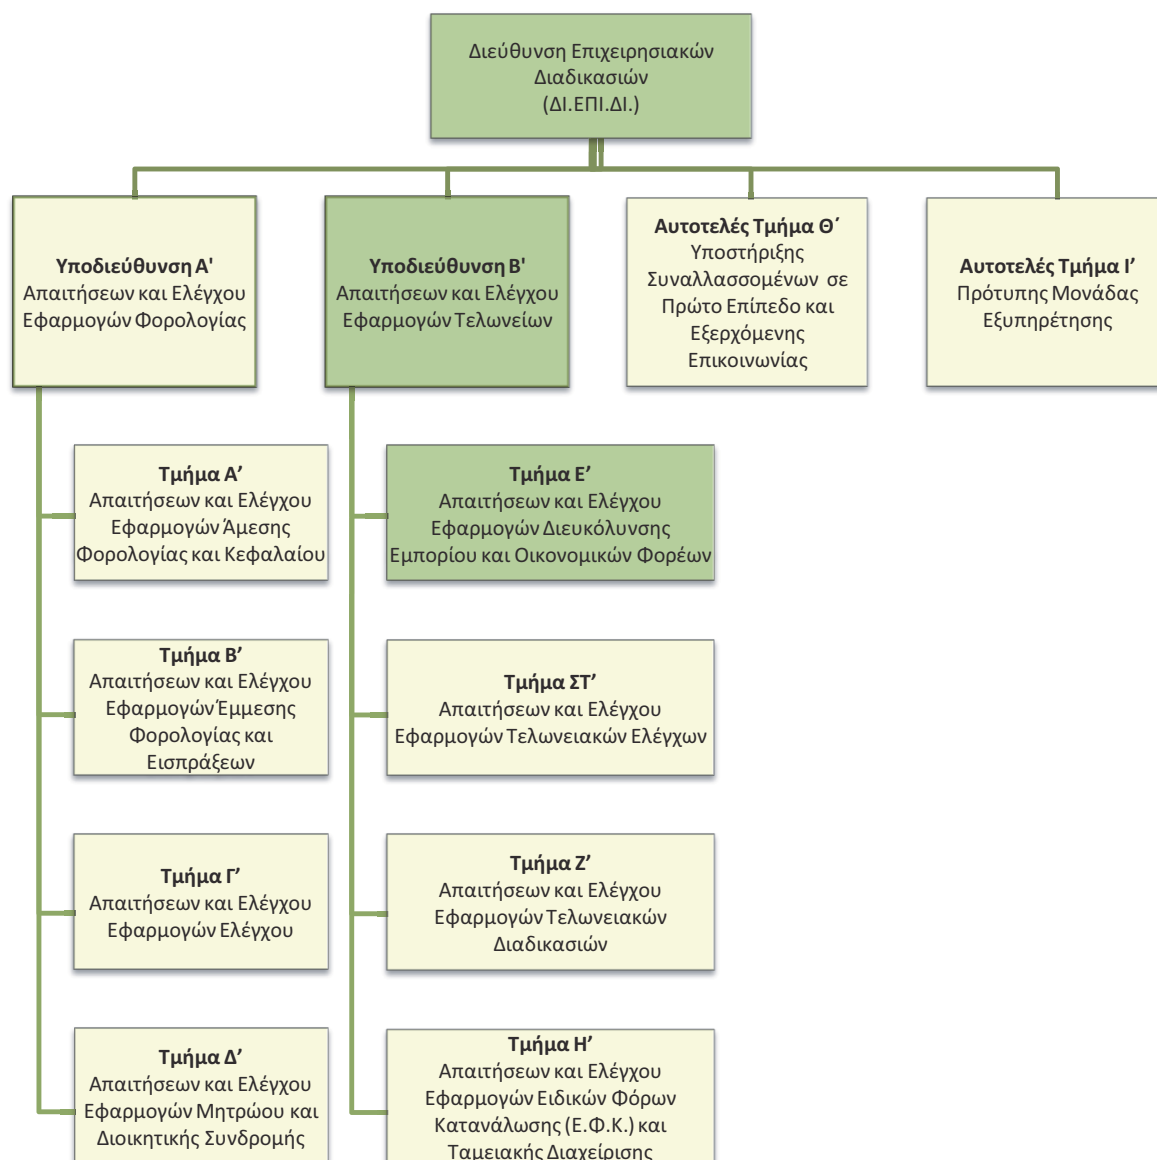 Διεύθυνση Επιχειρησιακών
Διαδικασιών
(ΔΙ.ΕΠΙ.ΔΙ.)
Υποδιεύθυνση Α'
Απαιτήσεων και Ελέγχου
Εφαρμογών Φορολογίας
Υποδιεύθυνση Β'
Απαιτήσεων και Ελέγχου
Εφαρμογών Τελωνείων
Αυτοτελές Τμήμα Θ΄
Υποστήριξης
Συναλλασσομένων σε
Πρώτο Επίπεδο και
Εξερχόμενης
Επικοινωνίας
Αυτοτελές Τμήμα Ι’
Πρότυπης Μονάδας
Εξυπηρέτησης
Τμήμα Α’
Απαιτήσεων και Ελέγχου
Εφαρμογών Άμεσης
Φορολογίας και Κεφαλαίου
Τμήμα Β’
Απαιτήσεων και Ελέγχου
Εφαρμογών Έμμεσης
Φορολογίας και
Εισπράξεων
Τμήμα Γ’
Απαιτήσεων και Ελέγχου
Εφαρμογών Ελέγχου
Τμήμα Δ’
Απαιτήσεων και Ελέγχου
Εφαρμογών Μητρώου και
Διοικητικής Συνδρομής
Τμήμα Ε’
Απαιτήσεων και Ελέγχου
Εφαρμογών Διευκόλυνσης
Εμπορίου και Οικονομικών Φορέων
Τμήμα ΣΤ’
Απαιτήσεων και Ελέγχου
Εφαρμογών Τελωνειακών Ελέγχων
Τμήμα Ζ’
Απαιτήσεων και Ελέγχου
Εφαρμογών Τελωνειακών
Διαδικασιών
Τμήμα Η’
Απαιτήσεων και Ελέγχου
Εφαρμογών Ειδικών Φόρων
Κατανάλωσης (Ε.Φ.Κ.) και
Ταμειακής Διαχείρισης